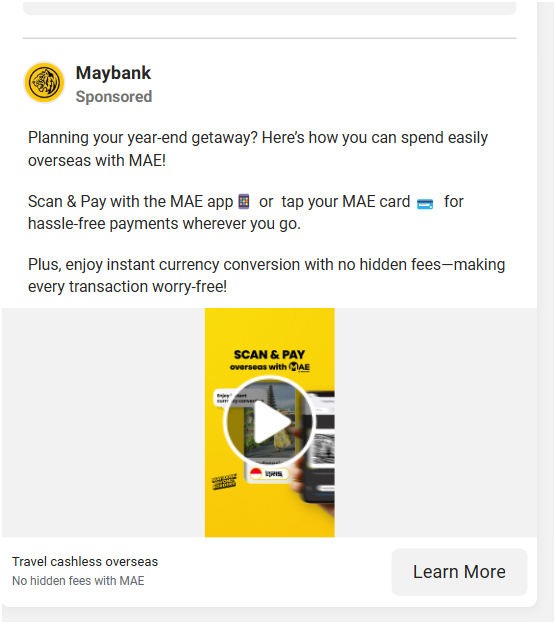 Maybank
Sponsored
Planning your year-end getaway? Here’s how you can spend easily
overseas with MAE!
Scan & Pay with the MAE app or tap your MAE card for
hassle-free payments wherever you go.
Plus, enjoy instant currency conversion with no hidden fees—making
every transaction worry-free!
SCAN & PAY
overseas with MAE
Enjoy
QRIS
Travel cashless overseas
No hidden fees with MAE
Learn More